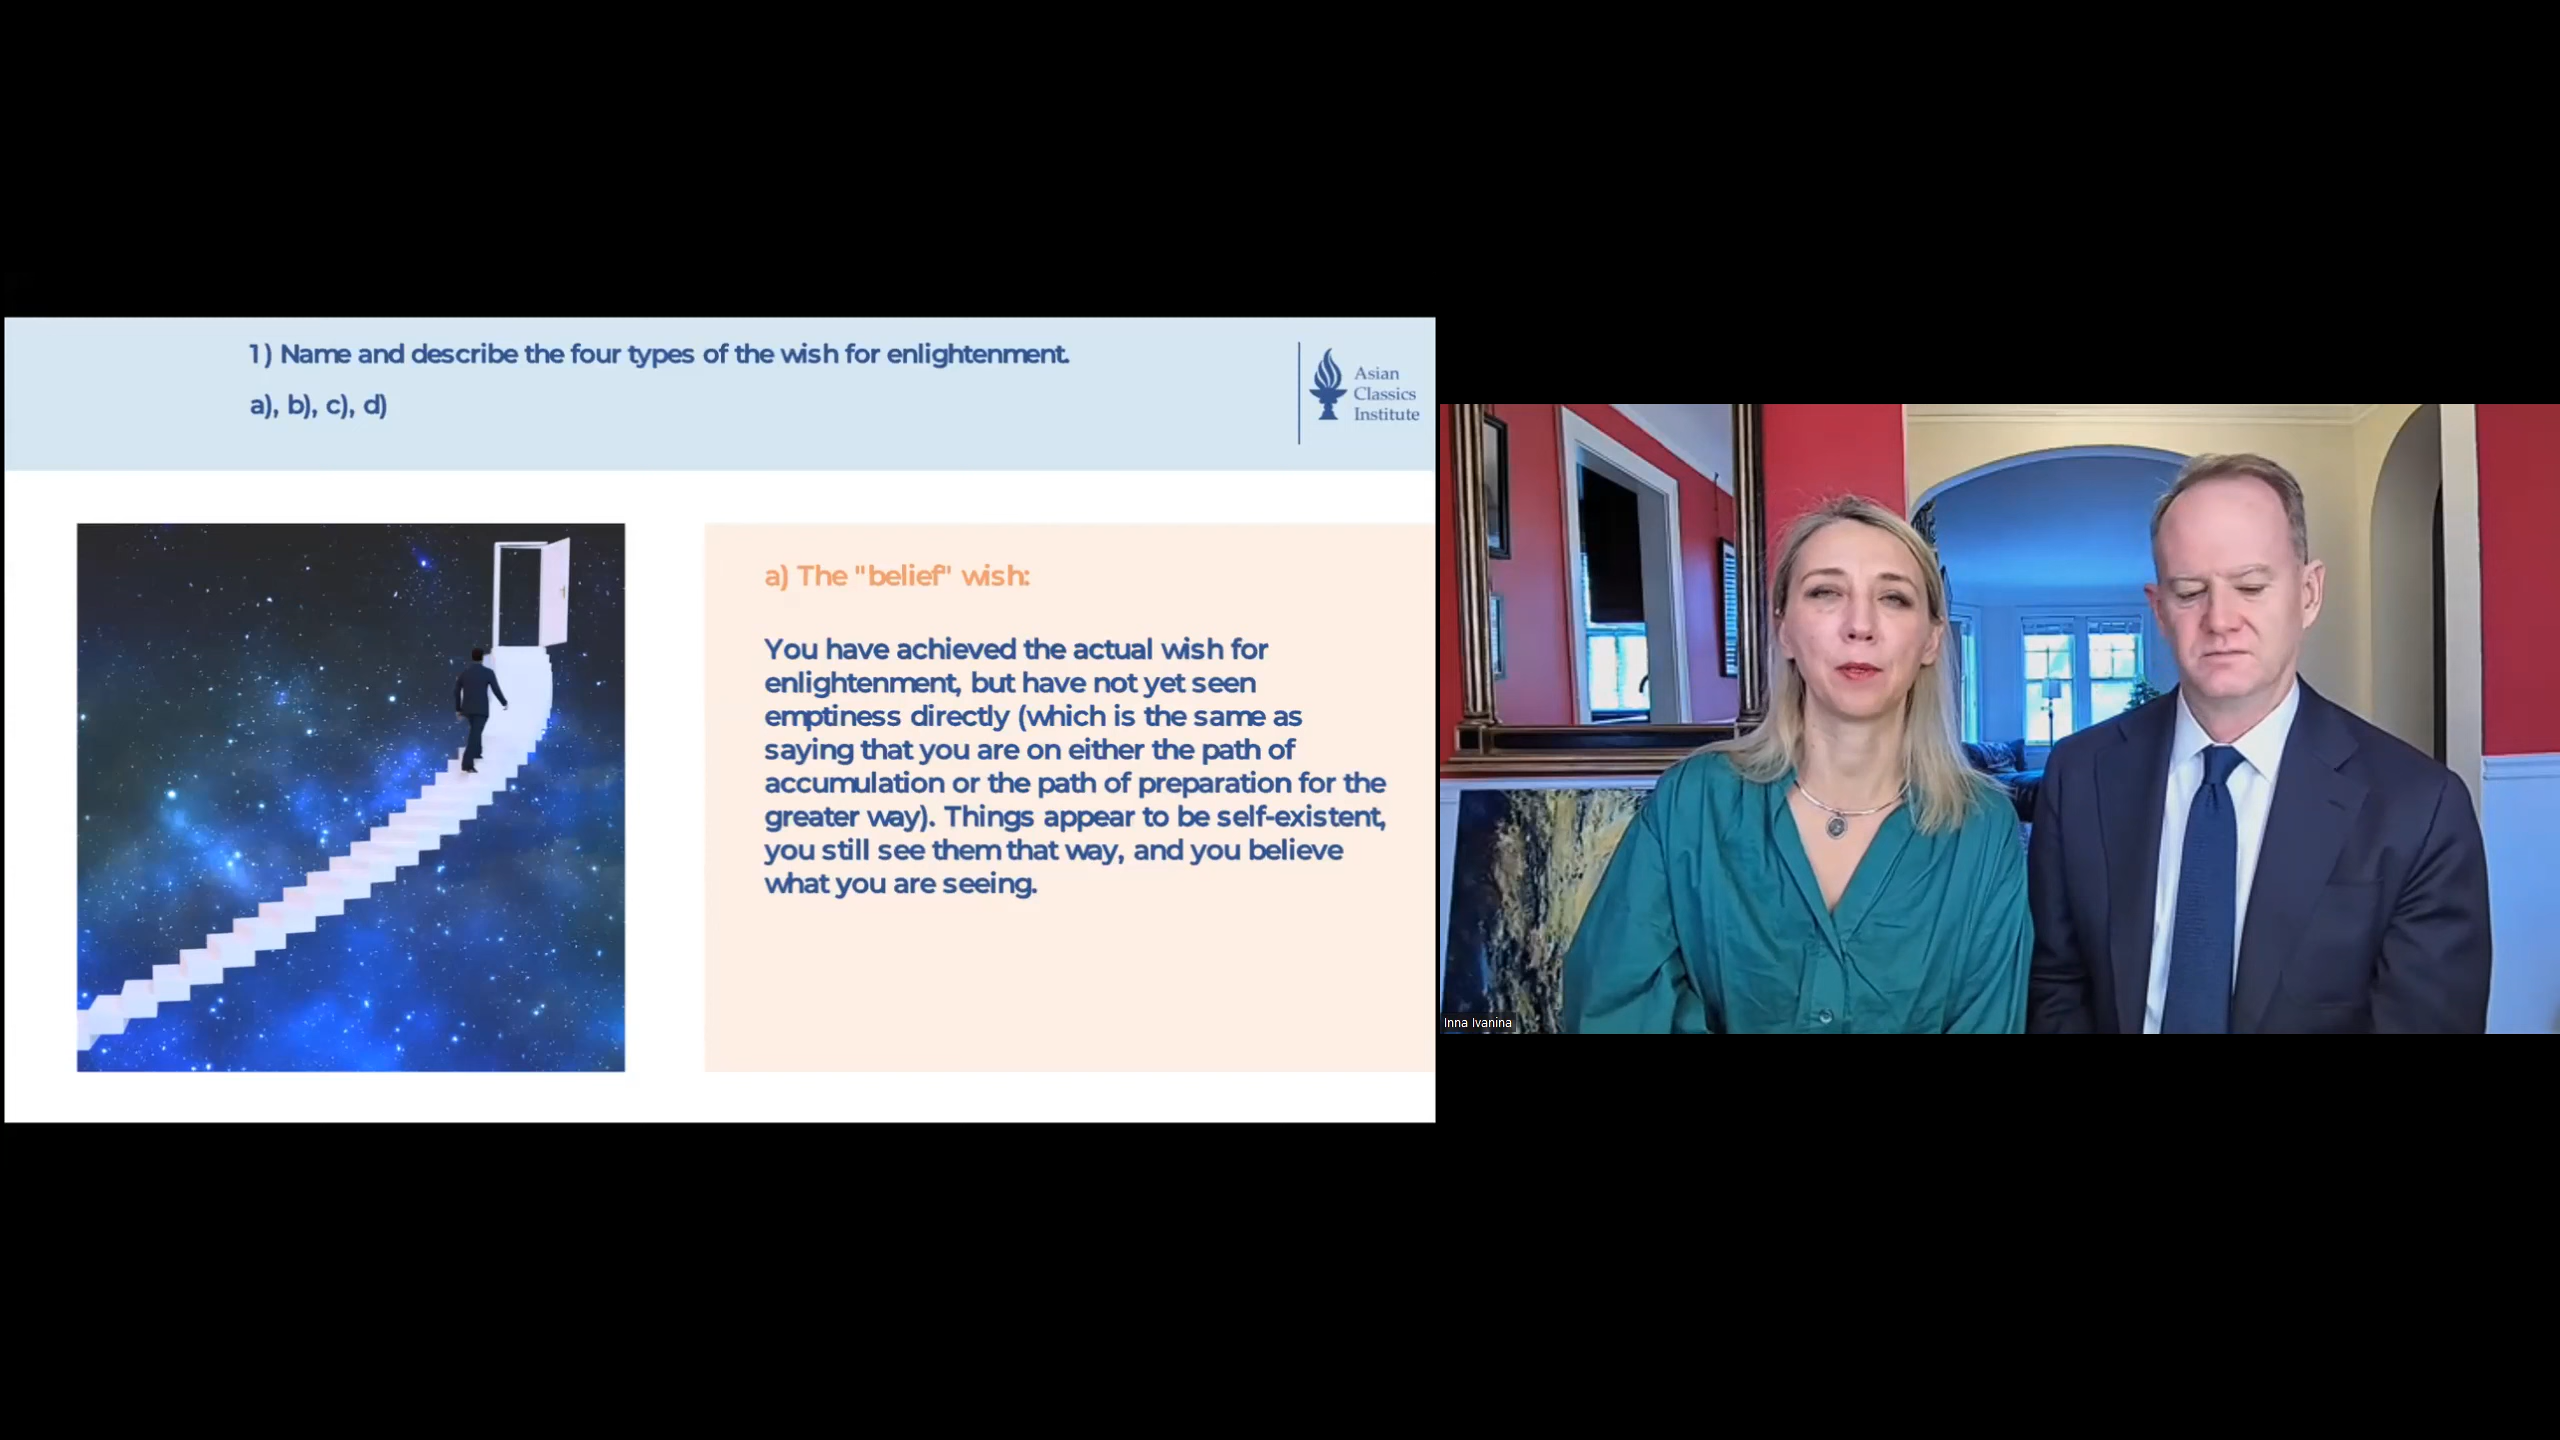 1) Name and describe the four types of the wish for enlightenment.
a), b), c), d)
Asian
Classics
Institute
a) The "belief" wish:
You have achieved the actual wish for
enlightenment, but have not yet seen
emptiness directly (which is the same as
saying that you are on either the path of
accumulation or the path of preparation for the
greater way). Things appear to be self-existent,
you still see them that way, and you believe
what you are seeing.
Inna Ivanina